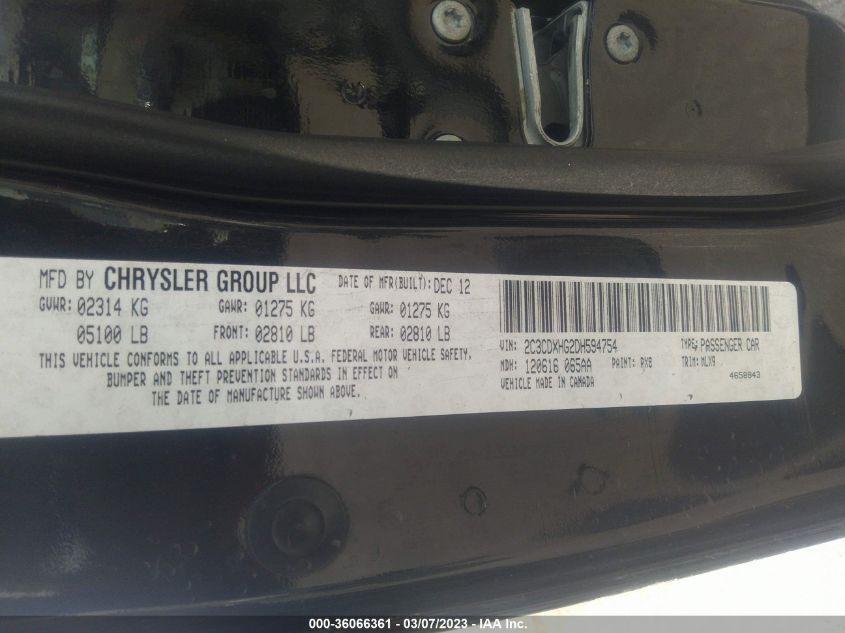 MFD BY CHRYSLER GROUP LLC DATE OF MFR(BUILT): DEC 12
GVWR: 02314 KG GAWR: 01275 KG GAWR: 01275 KG
05100 LB FRONT: 02810 LB REAR: 02810 LB
THIS VEHICLE CONFORMS TO ALL APPLICABLE U.S.A. FEDERAL MOTOR VEHICLE SAFETY,
BUMPER AND THEFT PREVENTION STANDARDS IN EFFECT ON
THE DATE OF MANUFACTURE SHOWN ABOVE.
VIN: 2C3CDXHG2DH594754 TYPE: PASSENGER CAR
MDH: 120616 065AA PAINT: PX8 TRIM: MLX9
VEHICLE MADE IN CANADA 4658843
000-36066361 - 03/07/2023 - IAA Inc.